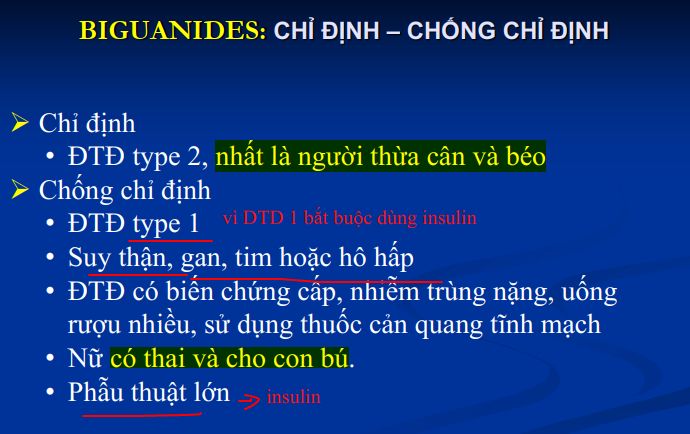 BIGUANIDES: CHỈ ĐỊNH – CHỐNG CHỈ ĐỊNH
➢ Chỉ định
• ĐTĐ type 2, nhất là người thừa cân và béo
➢ Chống chỉ định
• ĐTĐ type 1 vì DTD 1 bắt buộc dùng insulin
• Suy thận, gan, tim hoặc hô hấp
• ĐTĐ có biến chứng cấp, nhiễm trùng nặng, uống
rượu nhiều, sử dụng thuốc cản quang tĩnh mạch
• Nữ có thai và cho con bú.
• Phẫu thuật lớn → insulin